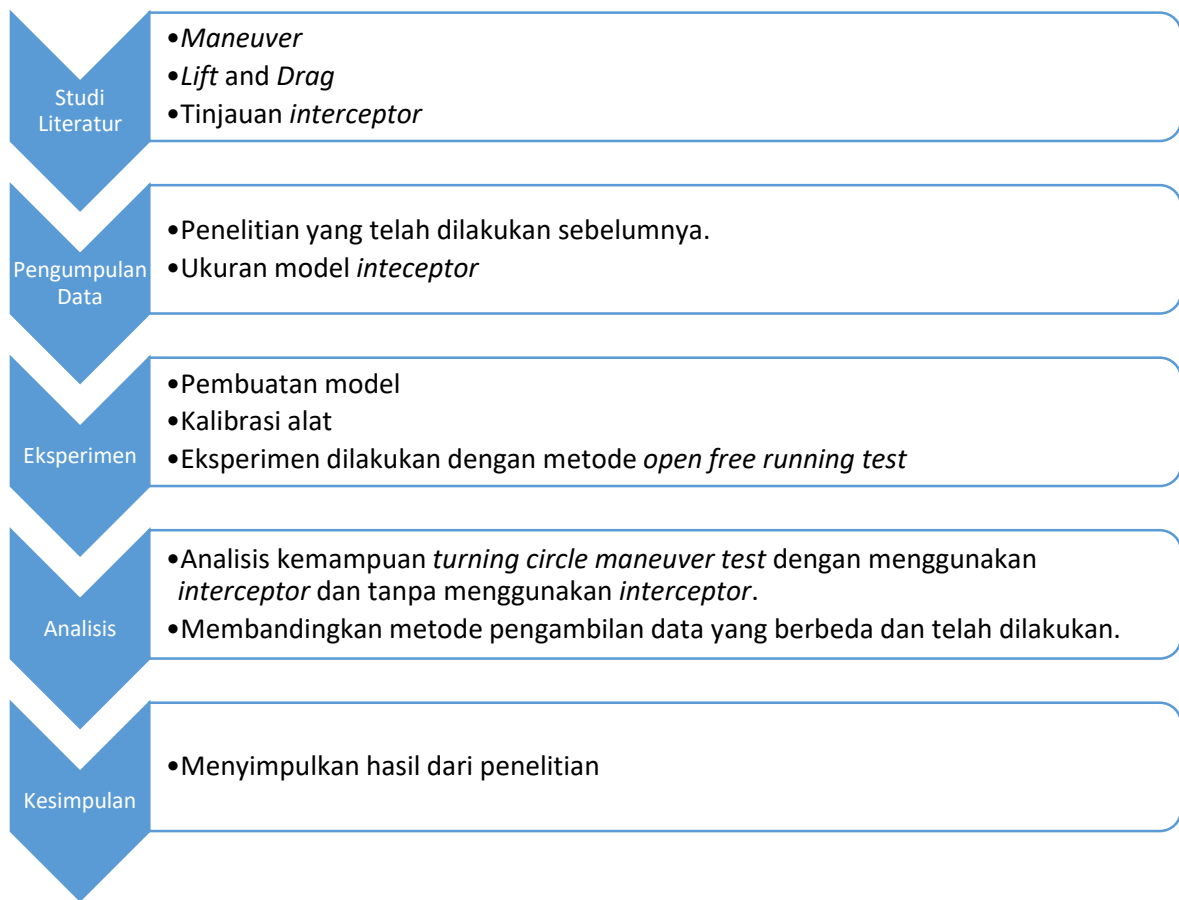 Studi
Literatur
•Maneuver
•Lift and Drag
•Tinjauan interceptor
Pengumpulan
Data
•Penelitian yang telah dilakukan sebelumnya.
•Ukuran model inteceptor
Eksperimen
•Pembuatan model
•Kalibrasi alat
•Eksperimen dilakukan dengan metode open free running test
Analisis
•Analisis kemampuan turning circle maneuver test dengan menggunakan
interceptor dan tanpa menggunakan interceptor.
•Membandingkan metode pengambilan data yang berbeda dan telah dilakukan.
Kesimpulan
•Menyimpulkan hasil dari penelitian